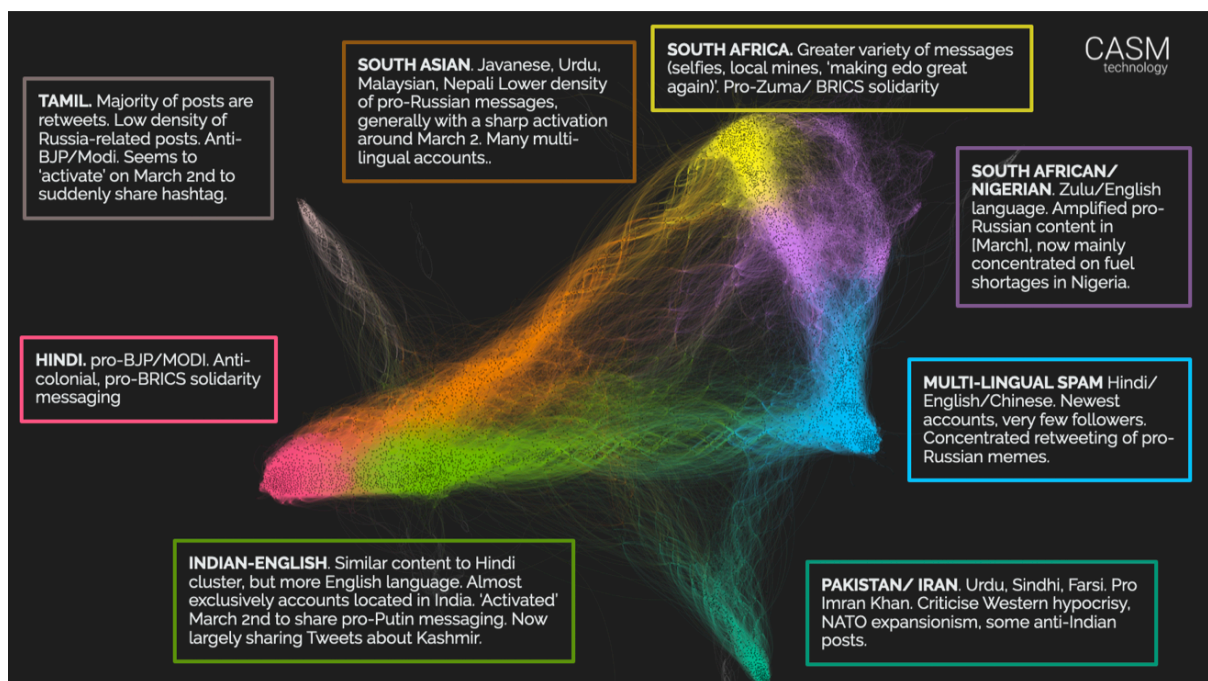 CASM
technology
TAMIL. Majority of posts are
retweets. Low density of
Russia-related posts. Anti-
BJP/Modi. Seems to
'activate' on March 2nd to
suddenly share hashtag.
SOUTH ASIAN. Javanese, Urdu,
Malaysian, Nepali Lower density
of pro-Russian messages,
generally with a sharp activation
around March 2. Many multi-
lingual accounts..
SOUTH AFRICA. Greater variety of messages
(selfies, local mines, 'making edo great
again)'. Pro-Zuma/ BRICS solidarity
SOUTH AFRICAN/
NIGERIAN. Zulu/English
language. Amplified pro-
Russian content in
[March], now mainly
concentrated on fuel
shortages in Nigeria.
HINDI. pro-BJP/MODI. Anti-
colonial, pro-BRICS solidarity
messaging
MULTI-LINGUAL SPAM Hindi/
English/Chinese. Newest
accounts, very few followers.
Concentrated retweeting of pro-
Russian memes.
INDIAN-ENGLISH. Similar content to Hindi
cluster, but more English language. Almost
exclusively accounts located in India. 'Activated'
March 2nd to share pro-Putin messaging. Now
largely sharing Tweets about Kashmir.
PAKISTAN/ IRAN. Urdu, Sindhi, Farsi. Pro
Imran Khan. Criticise Western hypocrisy,
NATO expansionism, some anti-Indian
posts.